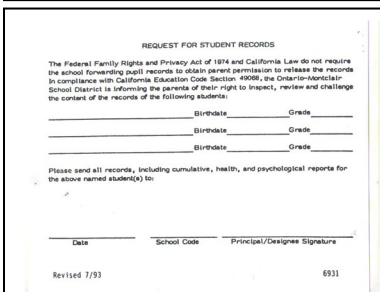 REQUEST FOR STUDENT RECORDS
The Federal Family Rights and Privacy Act of 1974 and California Law do not require
the school forwarding pupil records to obtain parent permission to release the records
In compliance with California Education Code Section 49068, the Ontario-Montclair
School District is informing the parents of their right to inspect, review and challenge
the content of the records of the following students:
Birthdate Grade
Birthdate Grade
Birthdate Grade
Please send all records, including cumulative, health, and psychological reports for
the above named student(s) to:
Date School Code Principal/Designee Signature
Revised 7/93 6931